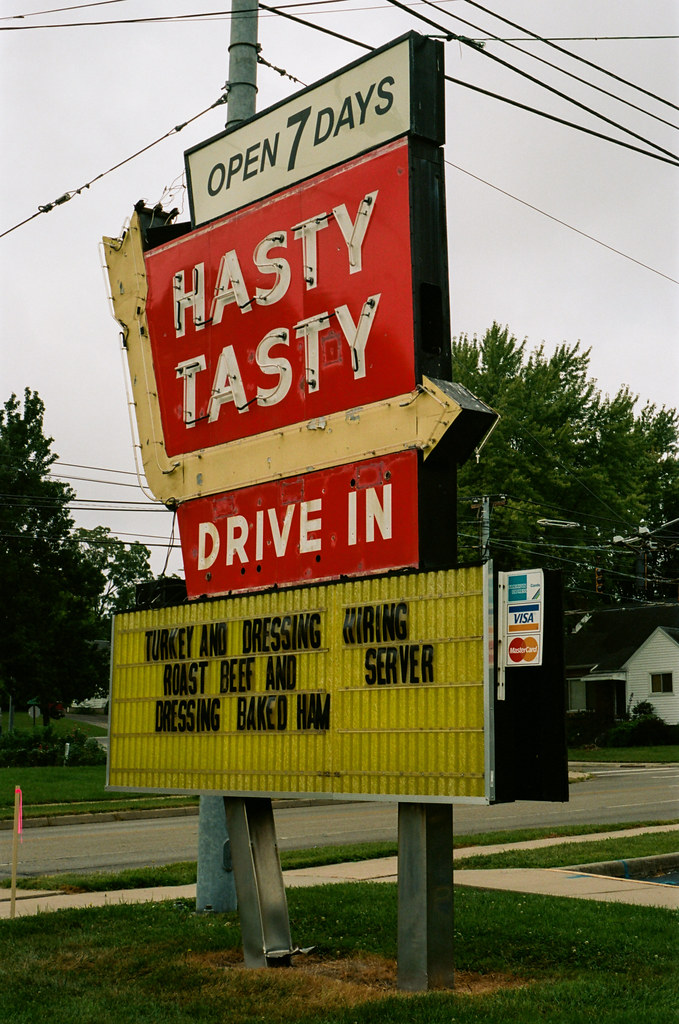 OPEN 7 DAYS
HASTY
TASTY
DRIVE IN
TURKEY AND DRESSING HIRING
ROAST BEEF AND SERVER
DRESSING BAKED HAM
VISA
MasterCard